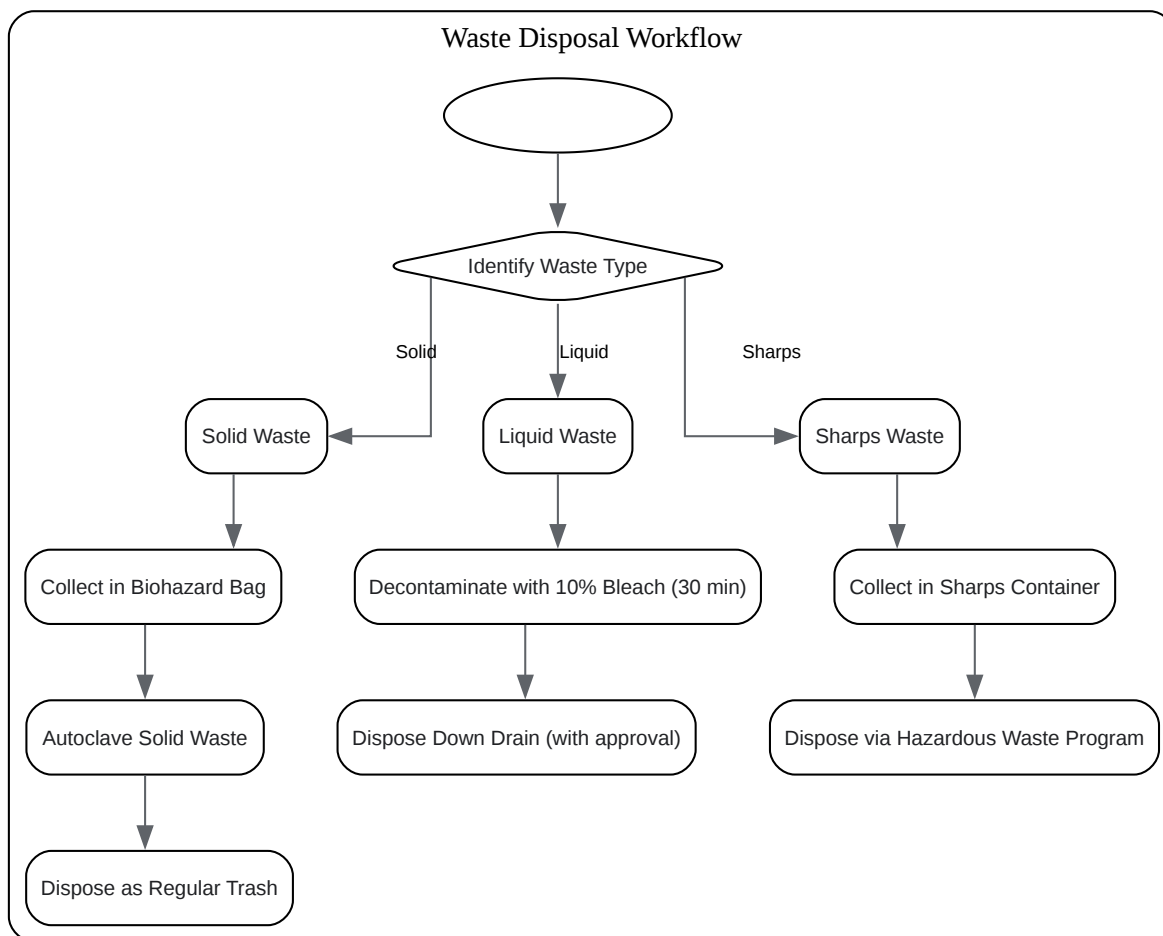 Waste Disposal Workflow
Identify Waste Type
Solid
Liquid
Sharps
Solid Waste
Liquid Waste
Sharps Waste
Collect in Biohazard Bag
Decontaminate with 10% Bleach (30 min)
Collect in Sharps Container
Autoclave Solid Waste
Dispose Down Drain (with approval)
Dispose via Hazardous Waste Program
Dispose as Regular Trash